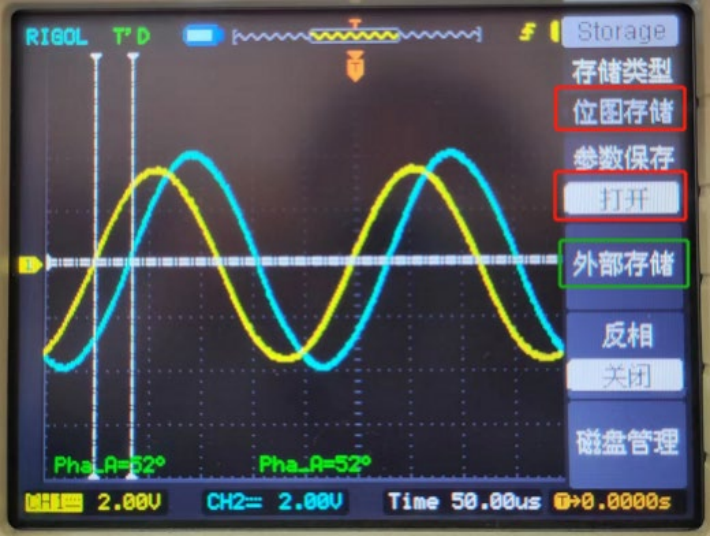 RIGOL T'D T Storage
T
存储类型
位图存储
参数保存
打开
1
外部存储
反相
关闭
磁盘管理
Pha_A=52° Pha_A=52°
CH1 2.00V CH2 2.00V Time 50.00us T→0.0000s